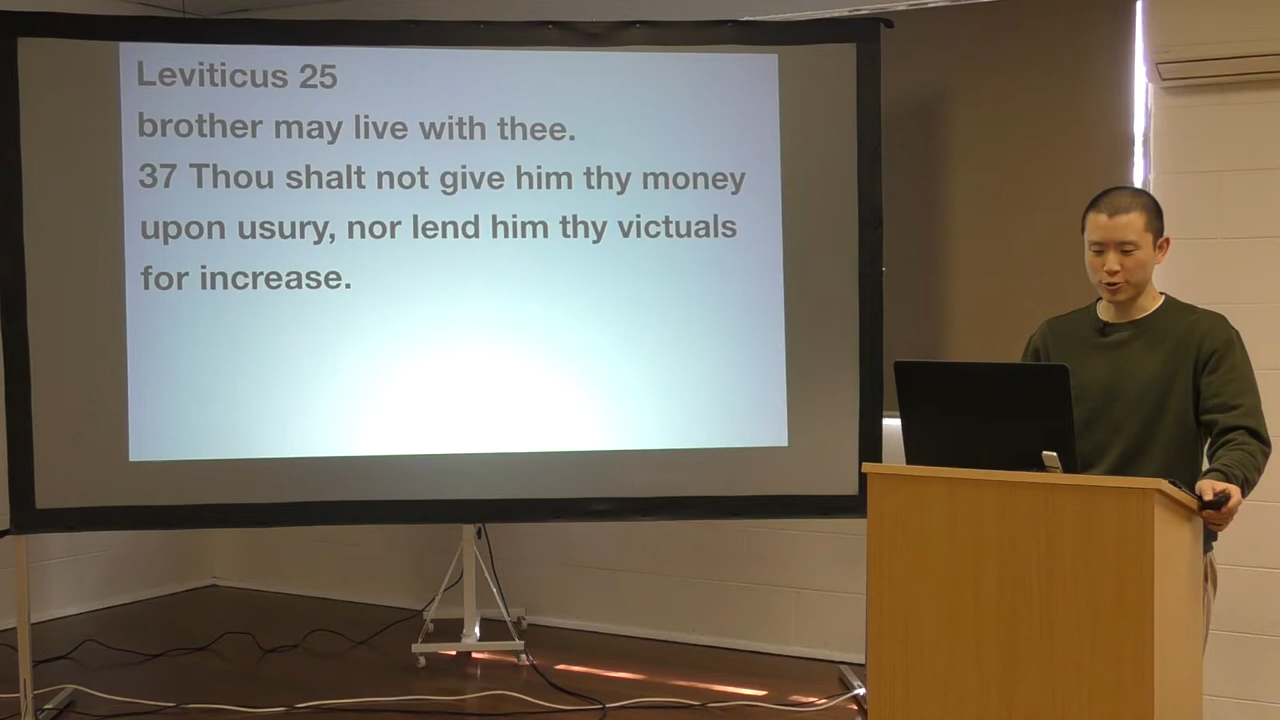 Leviticus 25
brother may live with thee.
37 Thou shalt not give him thy money
upon usury, nor lend him thy victuals
for increase.